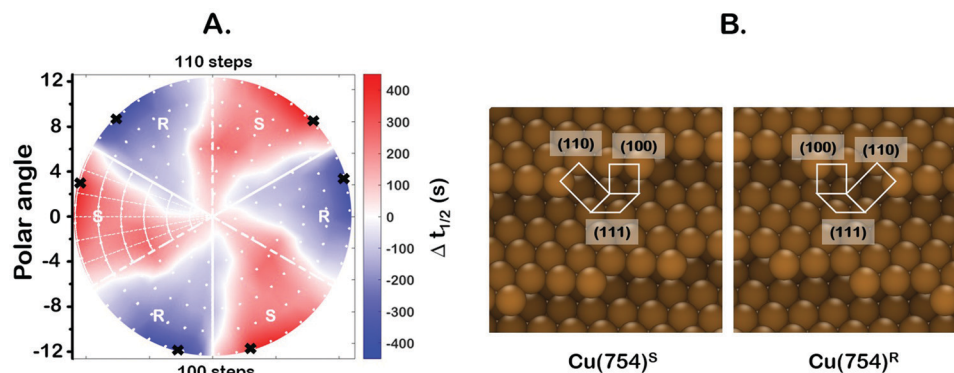 A.
B.
110 steps
Polar angle
12
8
4
0
-4
-8
-12
R
S
S
R
R
S
100 steps
400
300
200
100
0
-100
-200
-300
-400
Δ t1/2 (s)
(110)
(100)
(111)
Cu(754)S
(100)
(110)
(111)
Cu(754)R